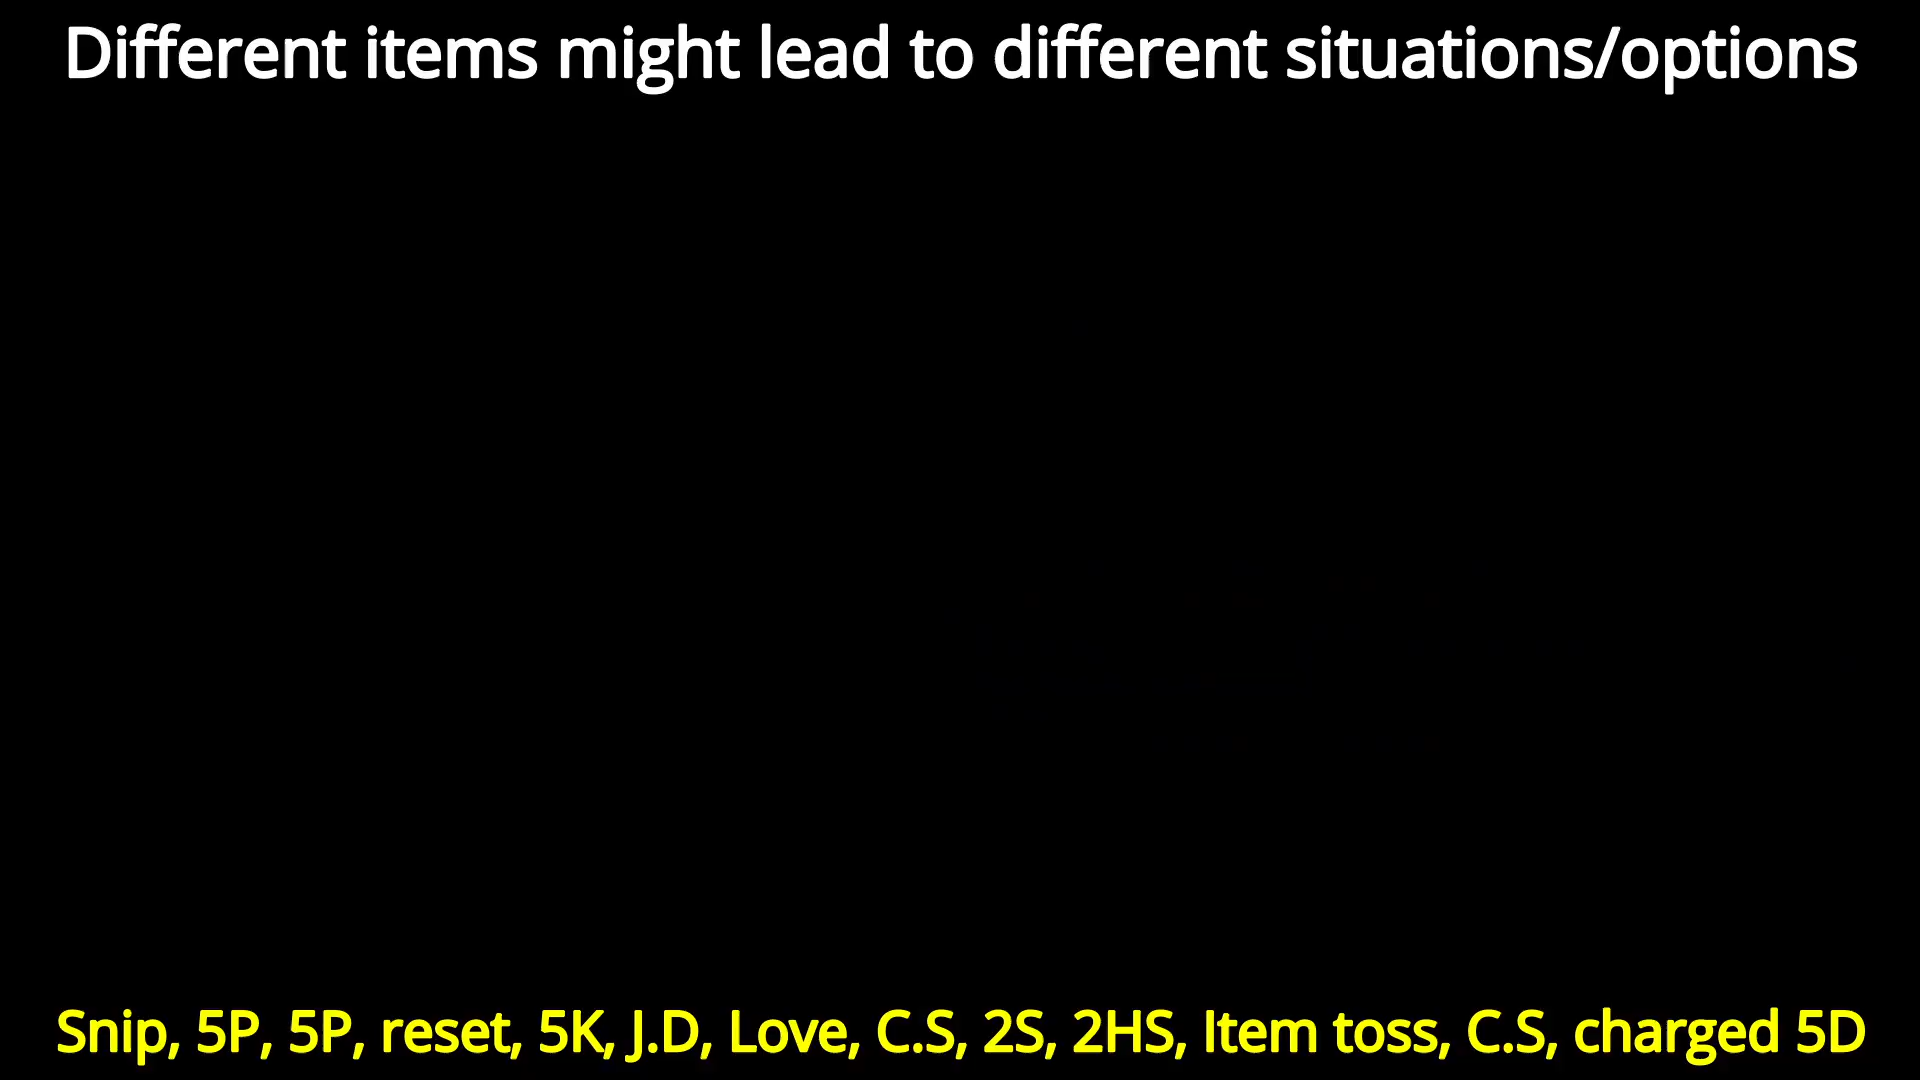 Different items might lead to different situations/options
Snip, 5P, 5P, reset, 5K, J.D, Love, C.S, 2S, 2HS, Item toss, C.S, charged 5D